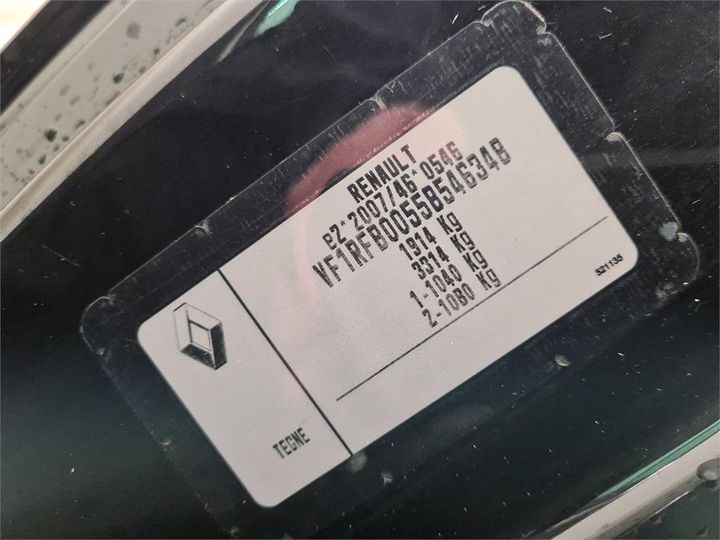 RENAULT
e2*2007/46*0546
VF1RFB00558546348
1914 Kg
3314 Kg
1-1040 Kg
2-1080 Kg
521135
TEGNE